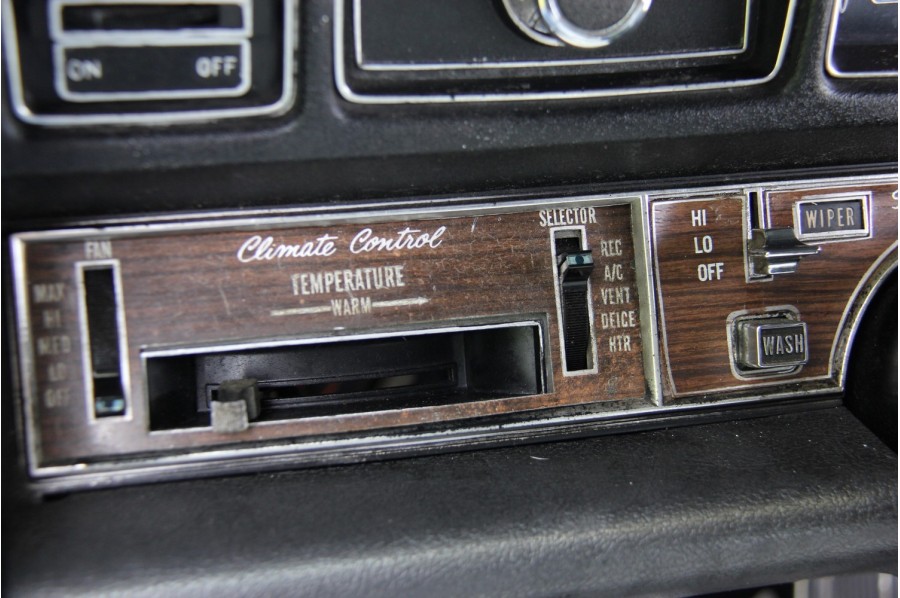 ON OFF
FAN
MAX
HI
MED
LO
OFF
Climate Control
TEMPERATURE
WARM
SELECTOR
REC
A/C
VENT
DEICE
HTR
HI
LO
OFF
WIPER
WASH